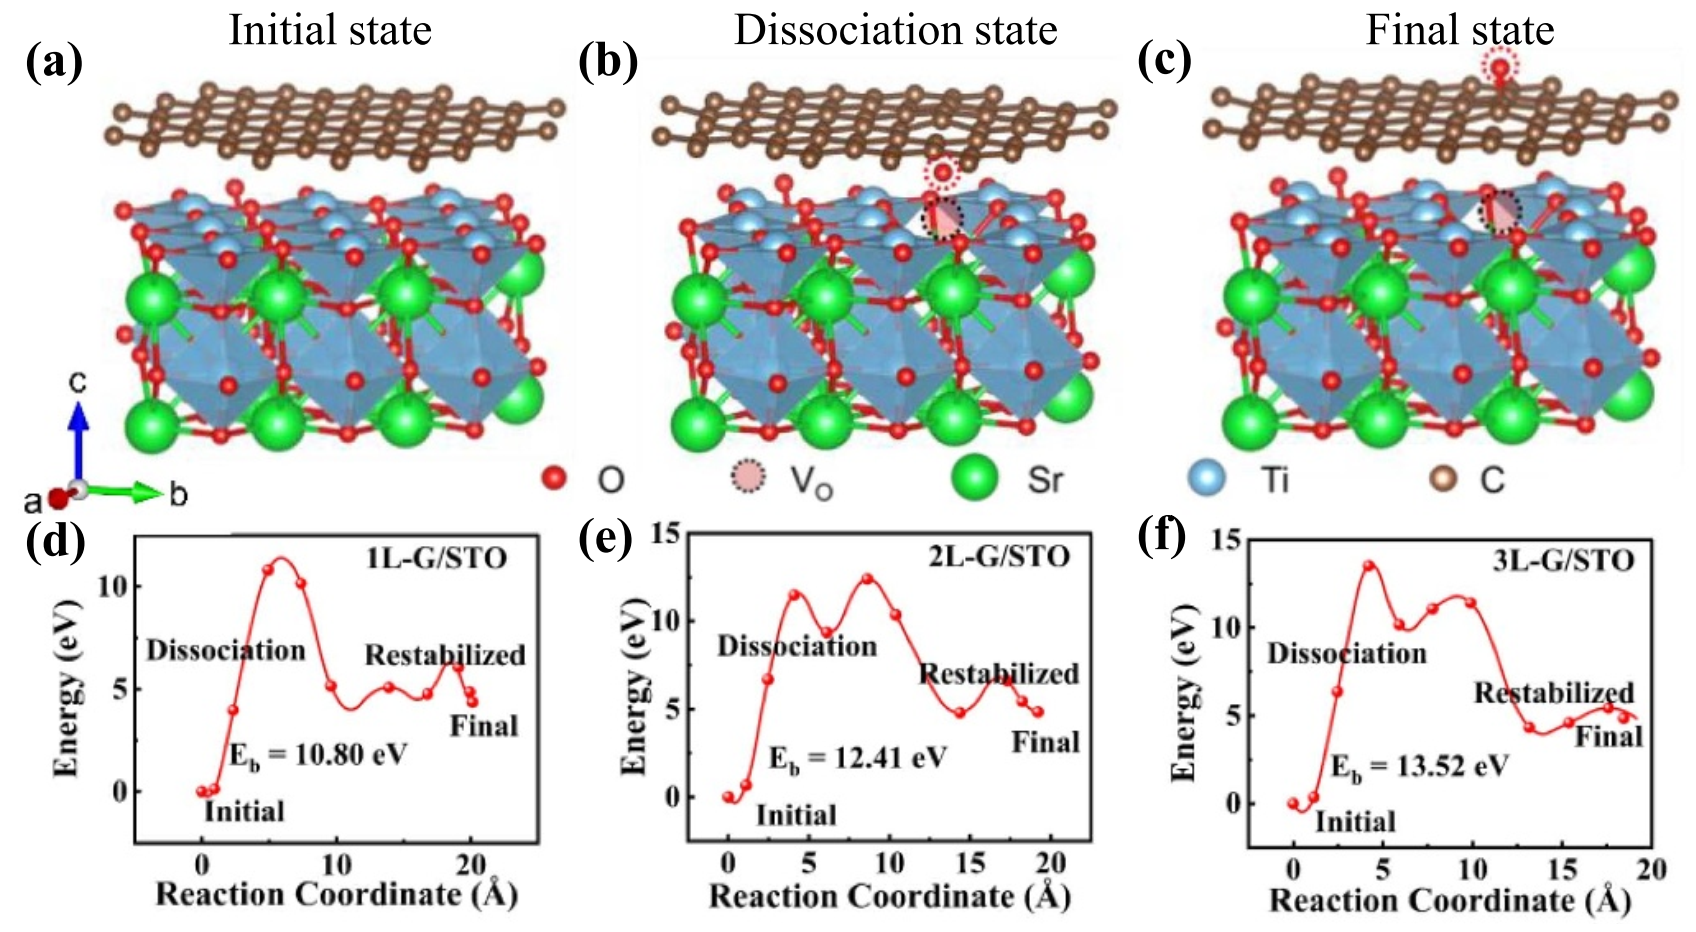 Initial state
Dissociation state
Final state
(a)
(b)
(c)
c
a
b
O
V_O
Sr
Ti
C
(d)
1L-G/STO
10
5
0
Energy (eV)
Dissociation
Restabilized
Final
E_b = 10.80 eV
Initial
0 10 20
Reaction Coordinate (Å)
(e)
2L-G/STO
15
10
5
0
Energy (eV)
Dissociation
Restabilized
Final
E_b = 12.41 eV
Initial
0 5 10 15 20
Reaction Coordinate (Å)
(f)
3L-G/STO
15
10
5
0
Energy (eV)
Dissociation
Restabilized
Final
E_b = 13.52 eV
Initial
0 5 10 15 20
Reaction Coordinate (Å)